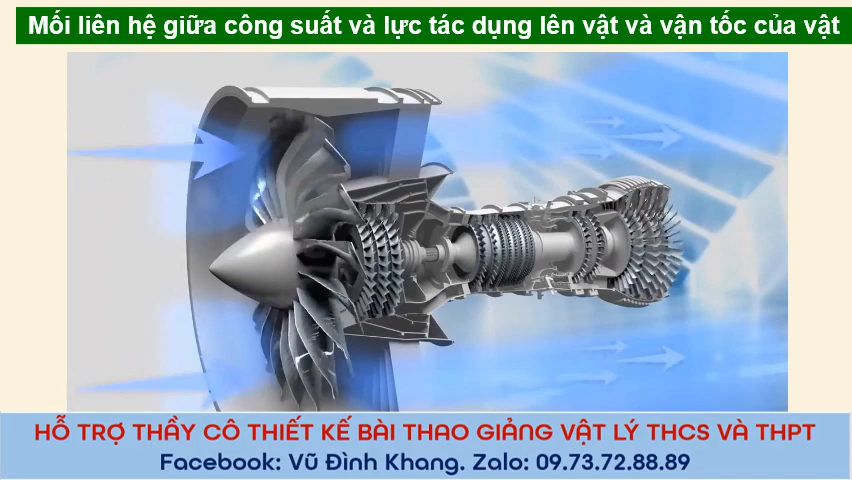 Mối liên hệ giữa công suất và lực tác dụng lên vật và vận tốc của vật
HỖ TRỢ THẦY CÔ THIẾT KẾ BÀI THAO GIẢNG VẬT LÝ THCS VÀ THPT
Facebook: Vũ Đình Khang. Zalo: 09.73.72.88.89